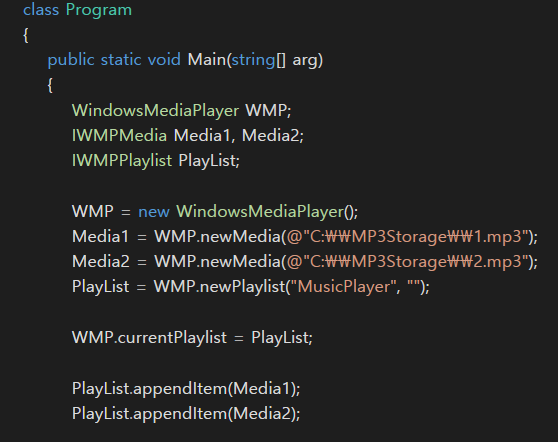 class Program
{
public static void Main(string[] arg)
{
WindowsMediaPlayer WMP;
IWMPMedia Media1, Media2;
IWMPPlaylist PlayList;
WMP = new WindowsMediaPlayer();
Media1 = WMP.newMedia(@"C:₩₩MP3Storage₩₩1.mp3");
Media2 = WMP.newMedia(@"C:₩₩MP3Storage₩₩2.mp3");
PlayList = WMP.newPlaylist("MusicPlayer", "");
WMP.currentPlaylist = PlayList;
PlayList.appendItem(Media1);
PlayList.appendItem(Media2);